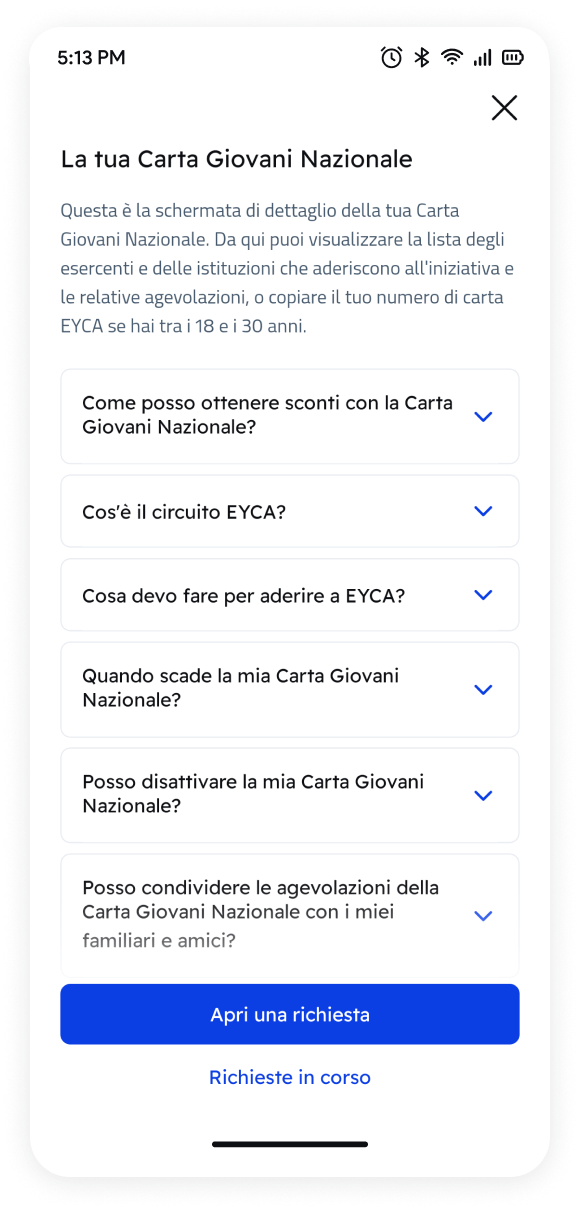 5:13 PM
La tua Carta Giovani Nazionale
Questa è la schermata di dettaglio della tua Carta
Giovani Nazionale. Da qui puoi visualizzare la lista degli
esercenti e delle istituzioni che aderiscono all'iniziativa e
le relative agevolazioni, o copiare il tuo numero di carta
EYCA se hai tra i 18 e i 30 anni.
Come posso ottenere sconti con la Carta
Giovani Nazionale?
Cos'è il circuito EYCA?
Cosa devo fare per aderire a EYCA?
Quando scade la mia Carta Giovani
Nazionale?
Posso disattivare la mia Carta Giovani
Nazionale?
Posso condividere le agevolazioni della
Carta Giovani Nazionale con i miei
familiari e amici?
Apri una richiesta
Richieste in corso